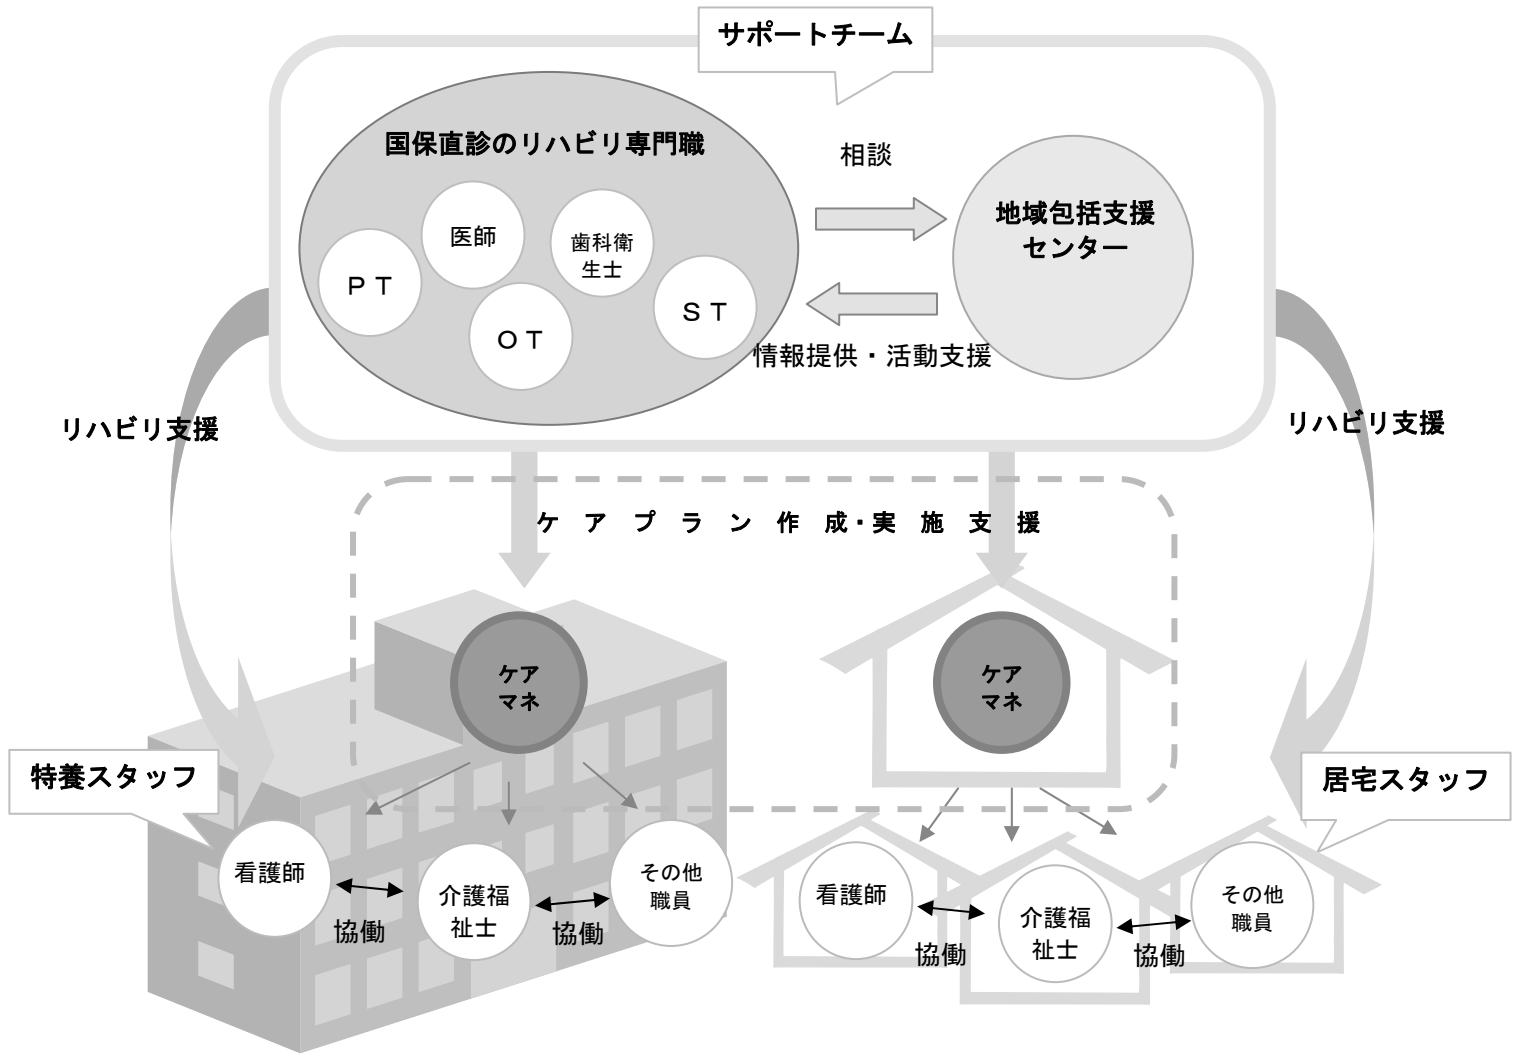 サポートチーム
国保直診のリハビリ専門職
相談
医師
歯科衛
生士
ＰＴ
ＯＴ
ＳＴ
地域包括支援
センター
情報提供・活動支援
リハビリ支援
リハビリ支援
ケアプラン作成・実施支援
ケア
マネ
ケア
マネ
特養スタッフ
居宅スタッフ
看護師
介護福
祉士
その他
職員
協働
協働
看護師
介護福
祉士
その他
職員
協働
協働